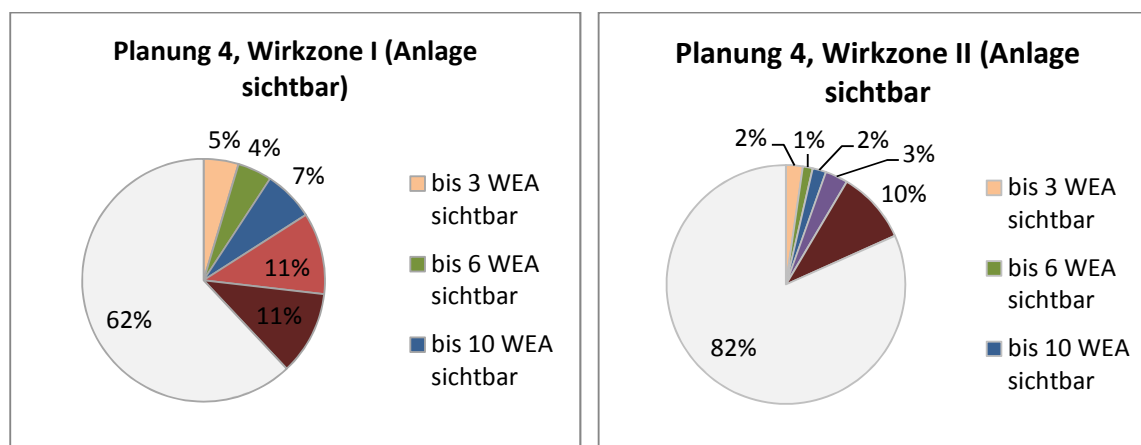 Planung 4, Wirkzone I (Anlage
sichtbar)
5%
4%
7%
11%
11%
62%
bis 3 WEA
sichtbar
bis 6 WEA
sichtbar
bis 10 WEA
sichtbar
Planung 4, Wirkzone II (Anlage
sichtbar
2%
1%
2%
3%
10%
82%
bis 3 WEA
sichtbar
bis 6 WEA
sichtbar
bis 10 WEA
sichtbar